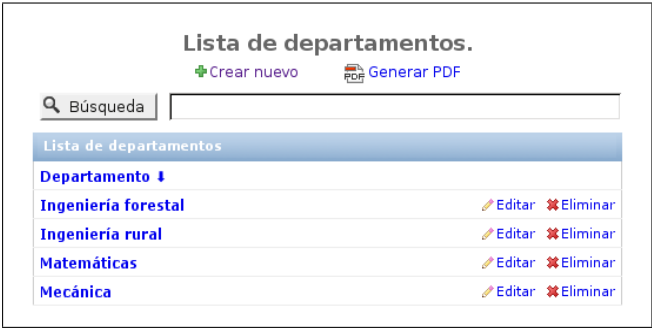 Lista de departamentos.
Crear nuevo PDF Generar PDF
Búsqueda
Lista de departamentos
Departamento ⬇
Ingeniería forestal Editar Eliminar
Ingeniería rural Editar Eliminar
Matemáticas Editar Eliminar
Mecánica Editar Eliminar